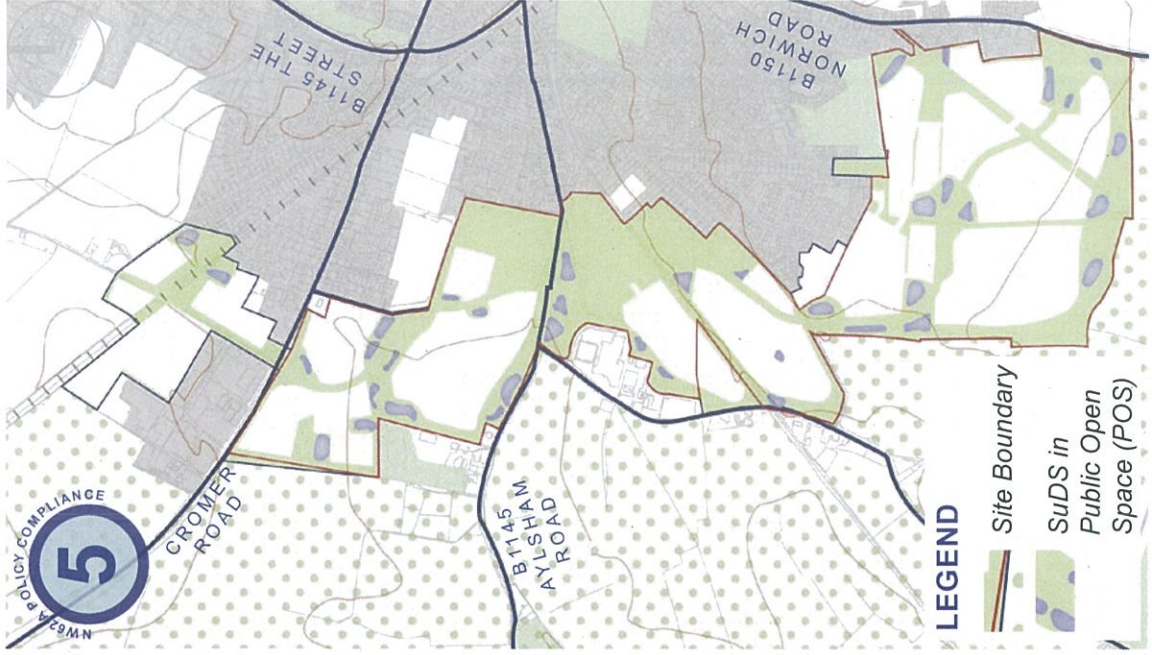 NW62/A POLICY COMPLIANCE
5
CROMER
ROAD
B1145 THE
STREET
B1145
AYLSHAM
ROAD
B1150
NORWICH
ROAD
LEGEND
Site Boundary
SuDS in
Public Open
Space (POS)